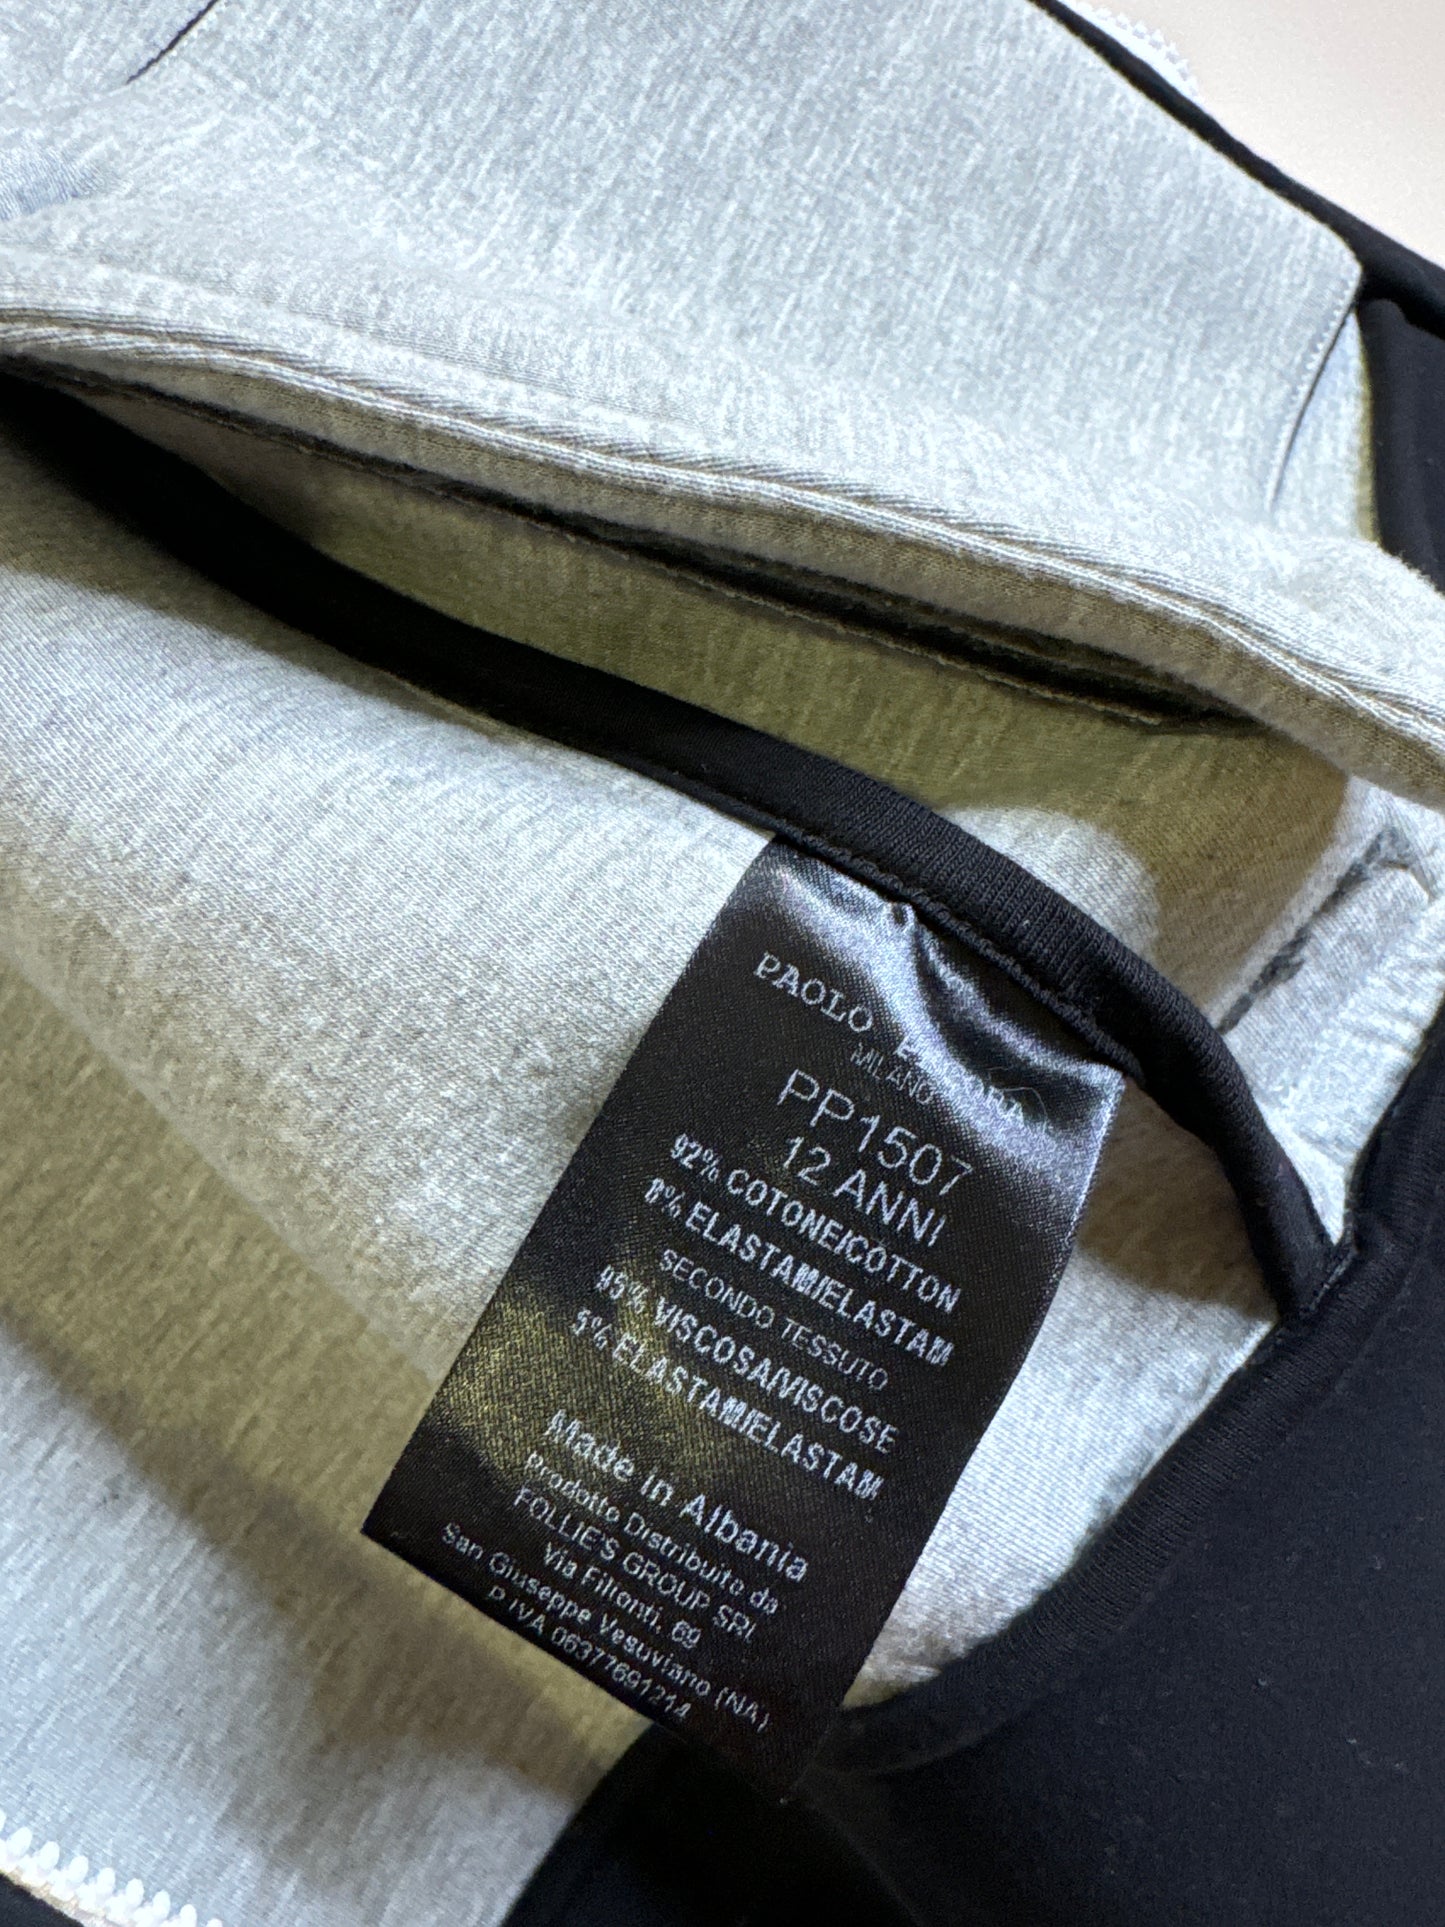 PAOLO
MILANO
PP1507
12 ANNI
92% COTONE/COTTON
8% ELASTAM/ELASTAM
SECONDO TESSUTO
95% VISCOSA/VISCOSE
5% ELASTAM/ELASTAM
Made in Albania
Prodotto Distribuito da
FOLLIE'S GROUP SRL
Via Filionti, 69
San Giuseppe Vesuviano (NA)
P.IVA 06377691214